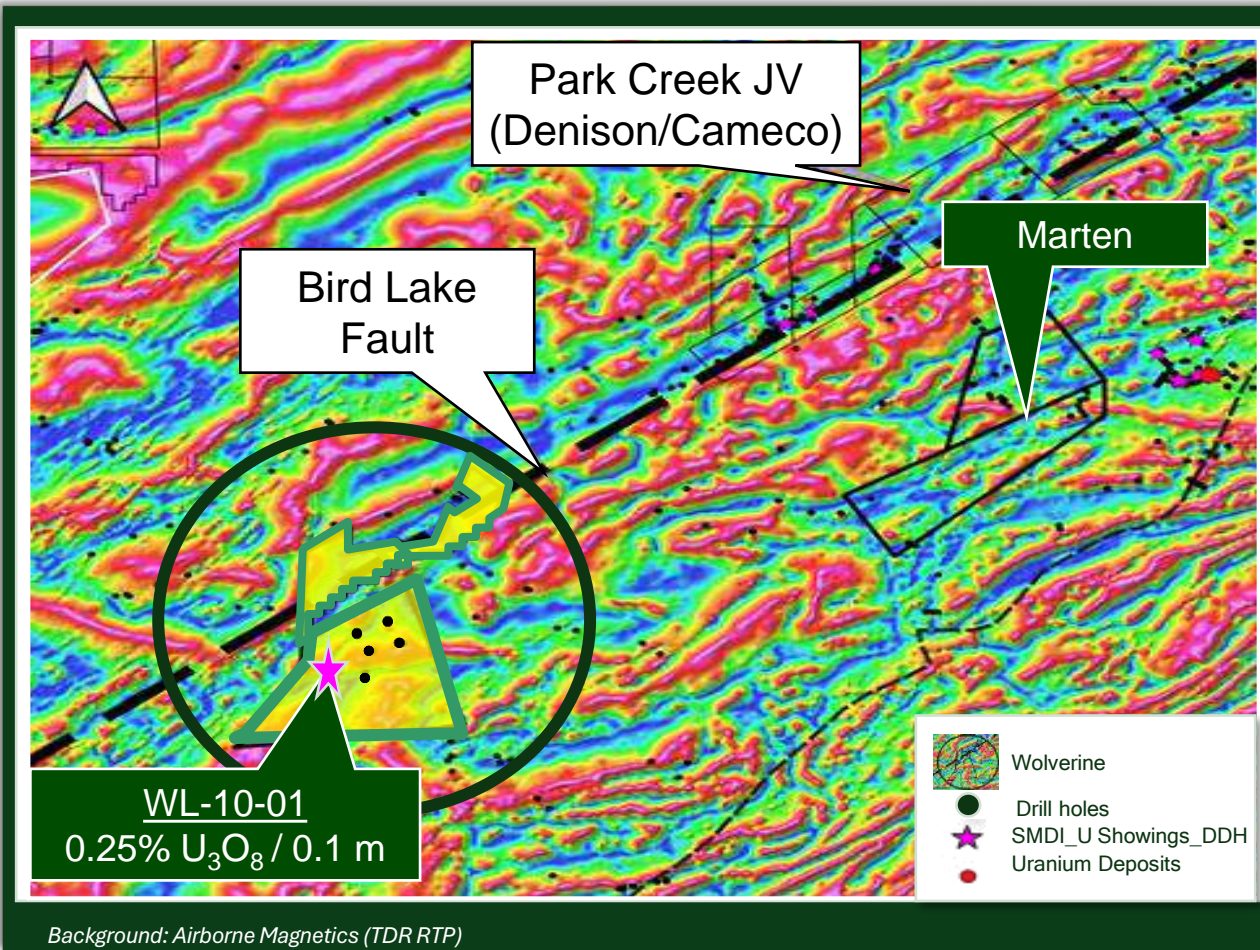 Park Creek JV
(Denison/Cameco)
Marten
Bird Lake
Fault
WL-10-01
0.25% U₃O₈ / 0.1 m
Wolverine
Drill holes
SMDI_U Showings_DDH
Uranium Deposits
Background: Airborne Magnetics (TDR RTP)